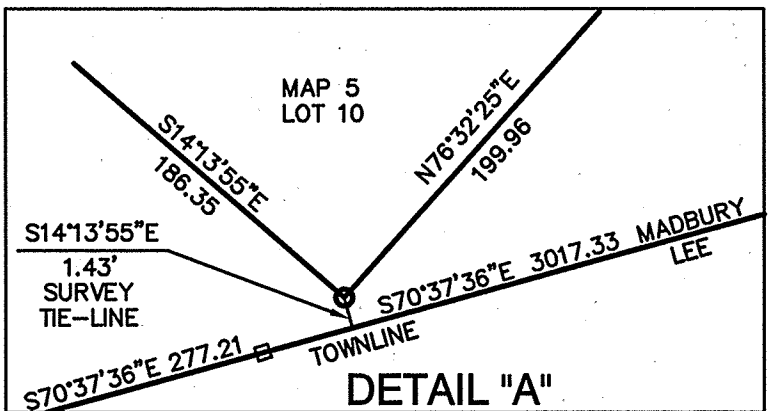 MAP 5
LOT 10
S14°13'55"E
186.35
N76°32'25"E
199.96
S14°13'55"E
1.43'
SURVEY
TIE-LINE
S70°37'36"E 3017.33 MADBURY
LEE
S70°37'36"E 277.21
TOWNLINE
DETAIL "A"